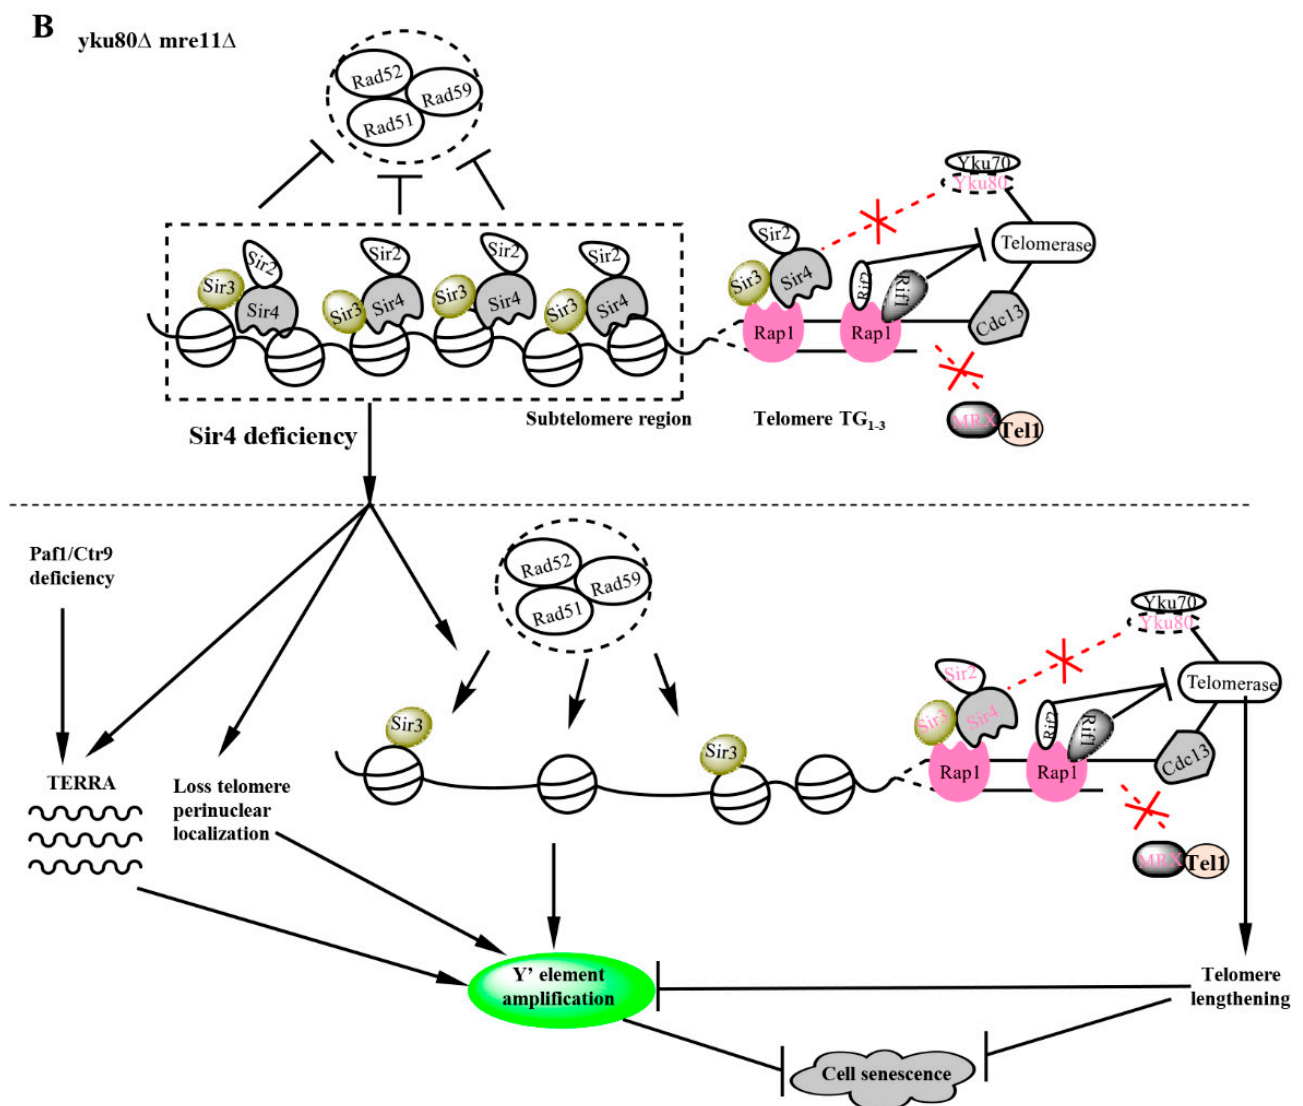 B
yku80Δ mre11Δ
Rad52
Rad59
Rad51
Yku70
Yku80
Telomerase
Sir2
Sir2
Sir2
Sir2
Sir2
Sir3
Sir4
Sir3
Sir4
Sir3
Sir4
Sir3
Sir4
Sir3
Sir4
Rif2
Rif1
Rap1
Rap1
Cdc13
MRX
Tel1
Subtelomere region
Telomere TG1-3
Sir4 deficiency
Paf1/Ctr9
deficiency
Rad52
Rad59
Rad51
Yku70
Yku80
Telomerase
Sir2
Sir3
Sir4
Rif2
Rif1
Sir3
Sir3
Rap1
Rap1
Cdc13
TERRA
Loss telomere
perinuclear
localization
MRX
Tel1
Y’ element
amplification
Telomere
lengthening
Cell senescence